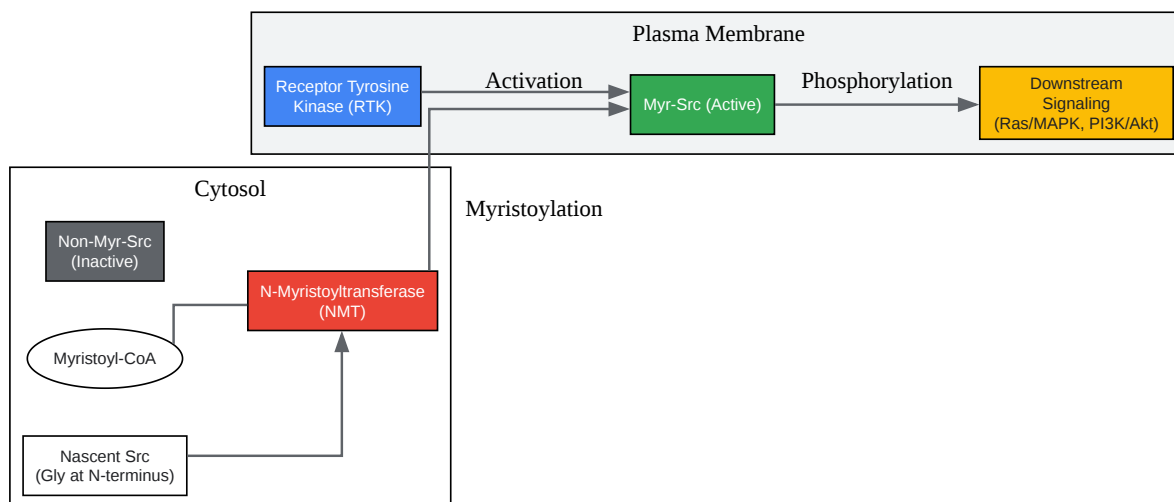 Plasma Membrane
Receptor Tyrosine
Kinase (RTK)
Activation
Myr-Src (Active)
Phosphorylation
Downstream
Signaling
(Ras/MAPK, PI3K/Akt)
Cytosol
Myristoylation
Non-Myr-Src
(Inactive)
N-Myristoyltransferase
(NMT)
Myristoyl-CoA
Nascent Src
(Gly at N-terminus)